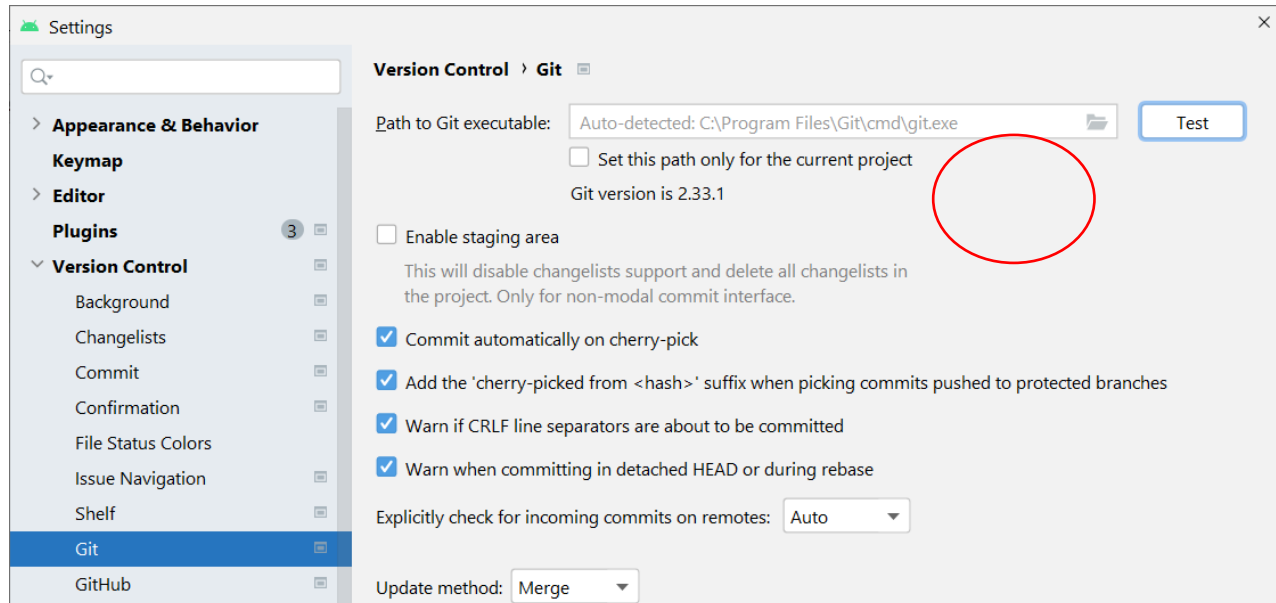 Settings
Version Control › Git
Appearance & Behavior
Keymap
Editor
Plugins 3
Version Control
Background
Changelists
Commit
Confirmation
File Status Colors
Issue Navigation
Shelf
Git
GitHub
Path to Git executable: Auto-detected: C:\Program Files\Git\cmd\git.exe Test
Set this path only for the current project
Git version is 2.33.1
Enable staging area
This will disable changelists support and delete all changelists in
the project. Only for non-modal commit interface.
Commit automatically on cherry-pick
Add the 'cherry-picked from <hash>' suffix when picking commits pushed to protected branches
Warn if CRLF line separators are about to be committed
Warn when committing in detached HEAD or during rebase
Explicitly check for incoming commits on remotes: Auto
Update method: Merge